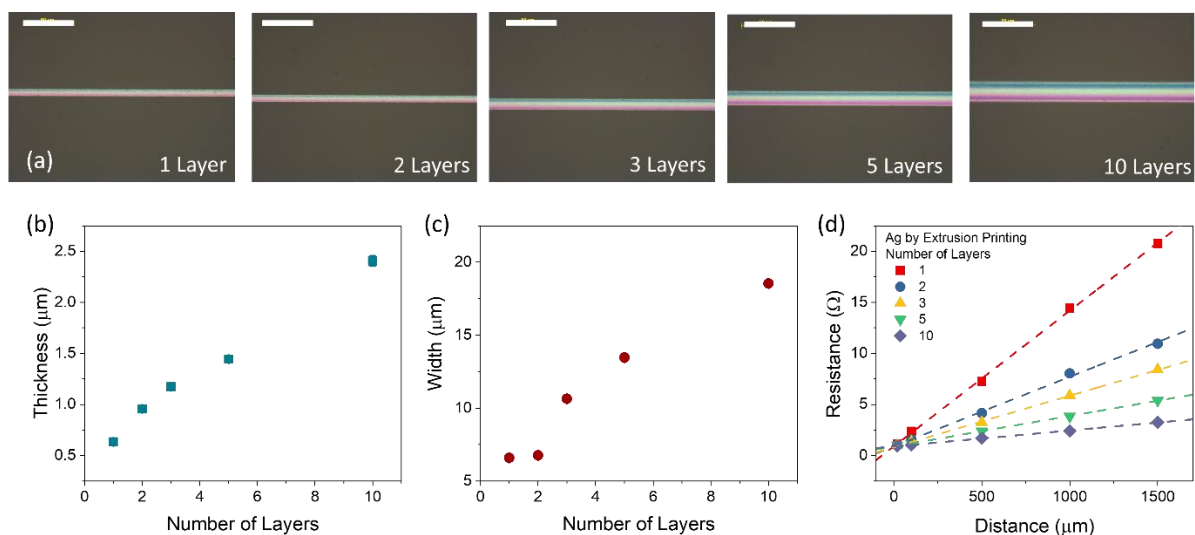 (a)
1 Layer
2 Layers
3 Layers
5 Layers
10 Layers
(b)
2.5
2.0
1.5
1.0
0.5
Thickness (μm)
0 2 4 6 8 10
Number of Layers
(c)
20
15
10
5
Width (μm)
0 2 4 6 8 10
Number of Layers
(d)
Ag by Extrusion Printing
Number of Layers
1
2
3
5
10
20
15
10
5
0
Resistance (Ω)
0 500 1000 1500
Distance (μm)